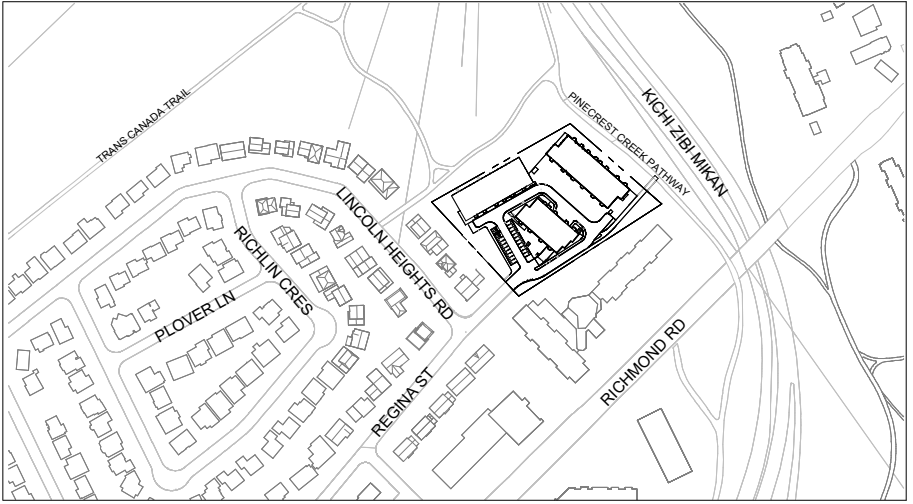 TRANS CANADA TRAIL
PINECREST CREEK PATHWAY
KICHI ZIBI MIKAN
LINCOLN HEIGHTS RD
RICHLIN CRES
PLOVER LN
REGINA ST
RICHMOND RD